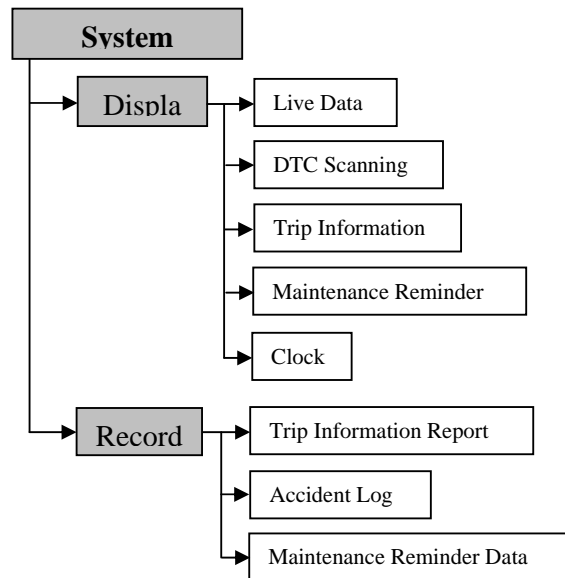 System
Displa
Live Data
DTC Scanning
Trip Information
Maintenance Reminder
Clock
Record
Trip Information Report
Accident Log
Maintenance Reminder Data